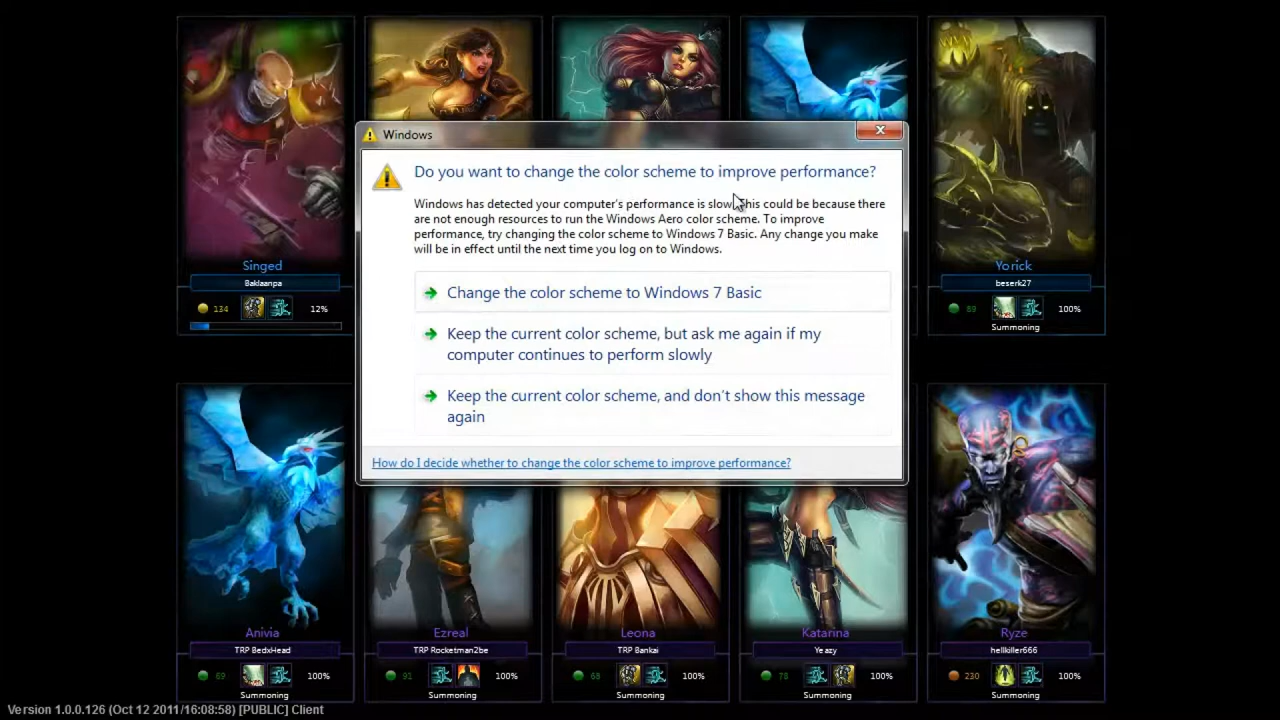 Windows
Do you want to change the color scheme to improve performance?
Windows has detected your computer's performance is slow. This could be because there
are not enough resources to run the Windows Aero color scheme. To improve
performance, try changing the color scheme to Windows 7 Basic. Any change you make
will be in effect until the next time you log on to Windows.
Change the color scheme to Windows 7 Basic
Keep the current color scheme, but ask me again if my
computer continues to perform slowly
Keep the current color scheme, and don't show this message
again
How do I decide whether to change the color scheme to improve performance?
Singed
Baklaanpa
134
12%
Yorick
beserk27
89
100%
Summoning
Anivia
TRP BedxHead
69
100%
Summoning
Ezreal
TRP Rocketman2be
91
100%
Summoning
Leona
TRP Bankai
68
100%
Summoning
Katarina
Yeazy
79
100%
Summoning
Ryze
hellkiller666
230
100%
Summoning
Version 1.0.0.126 (Oct 12 2011/16:08:58) [PUBLIC] Client